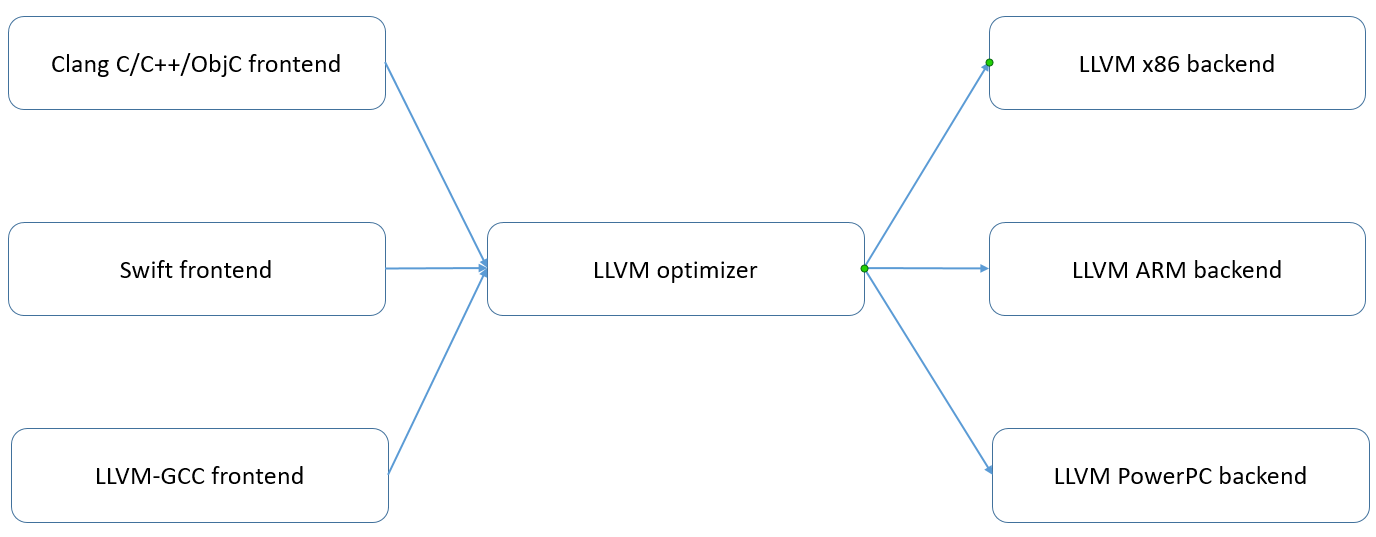 Clang C/C++/ObjC frontend
LLVM x86 backend
Swift frontend
LLVM optimizer
LLVM ARM backend
LLVM-GCC frontend
LLVM PowerPC backend